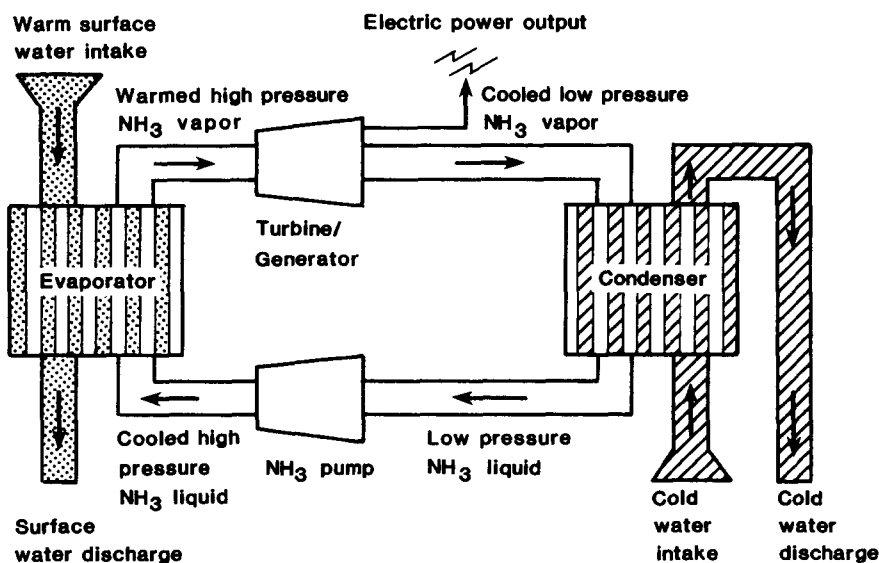 Warm surface
water intake
Electric power output
Warmed high pressure
NH₃ vapor
Cooled low pressure
NH₃ vapor
Turbine/
Generator
Evaporator
Condenser
Cooled high
pressure
NH₃ liquid
NH₃ pump
Low pressure
NH₃ liquid
Surface
water discharge
Cold
water
intake
Cold
water
discharge